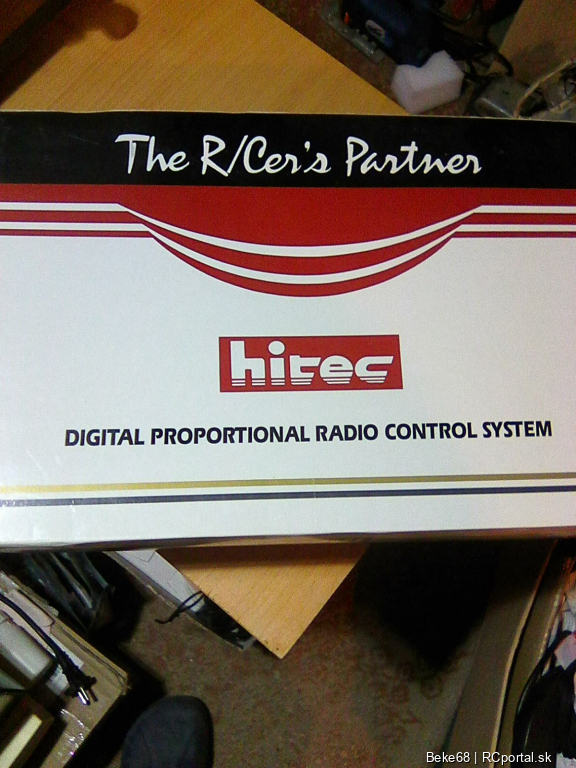 The R/Cer's Partner
hitec
DIGITAL PROPORTIONAL RADIO CONTROL SYSTEM
Beke68 | RCportal.sk